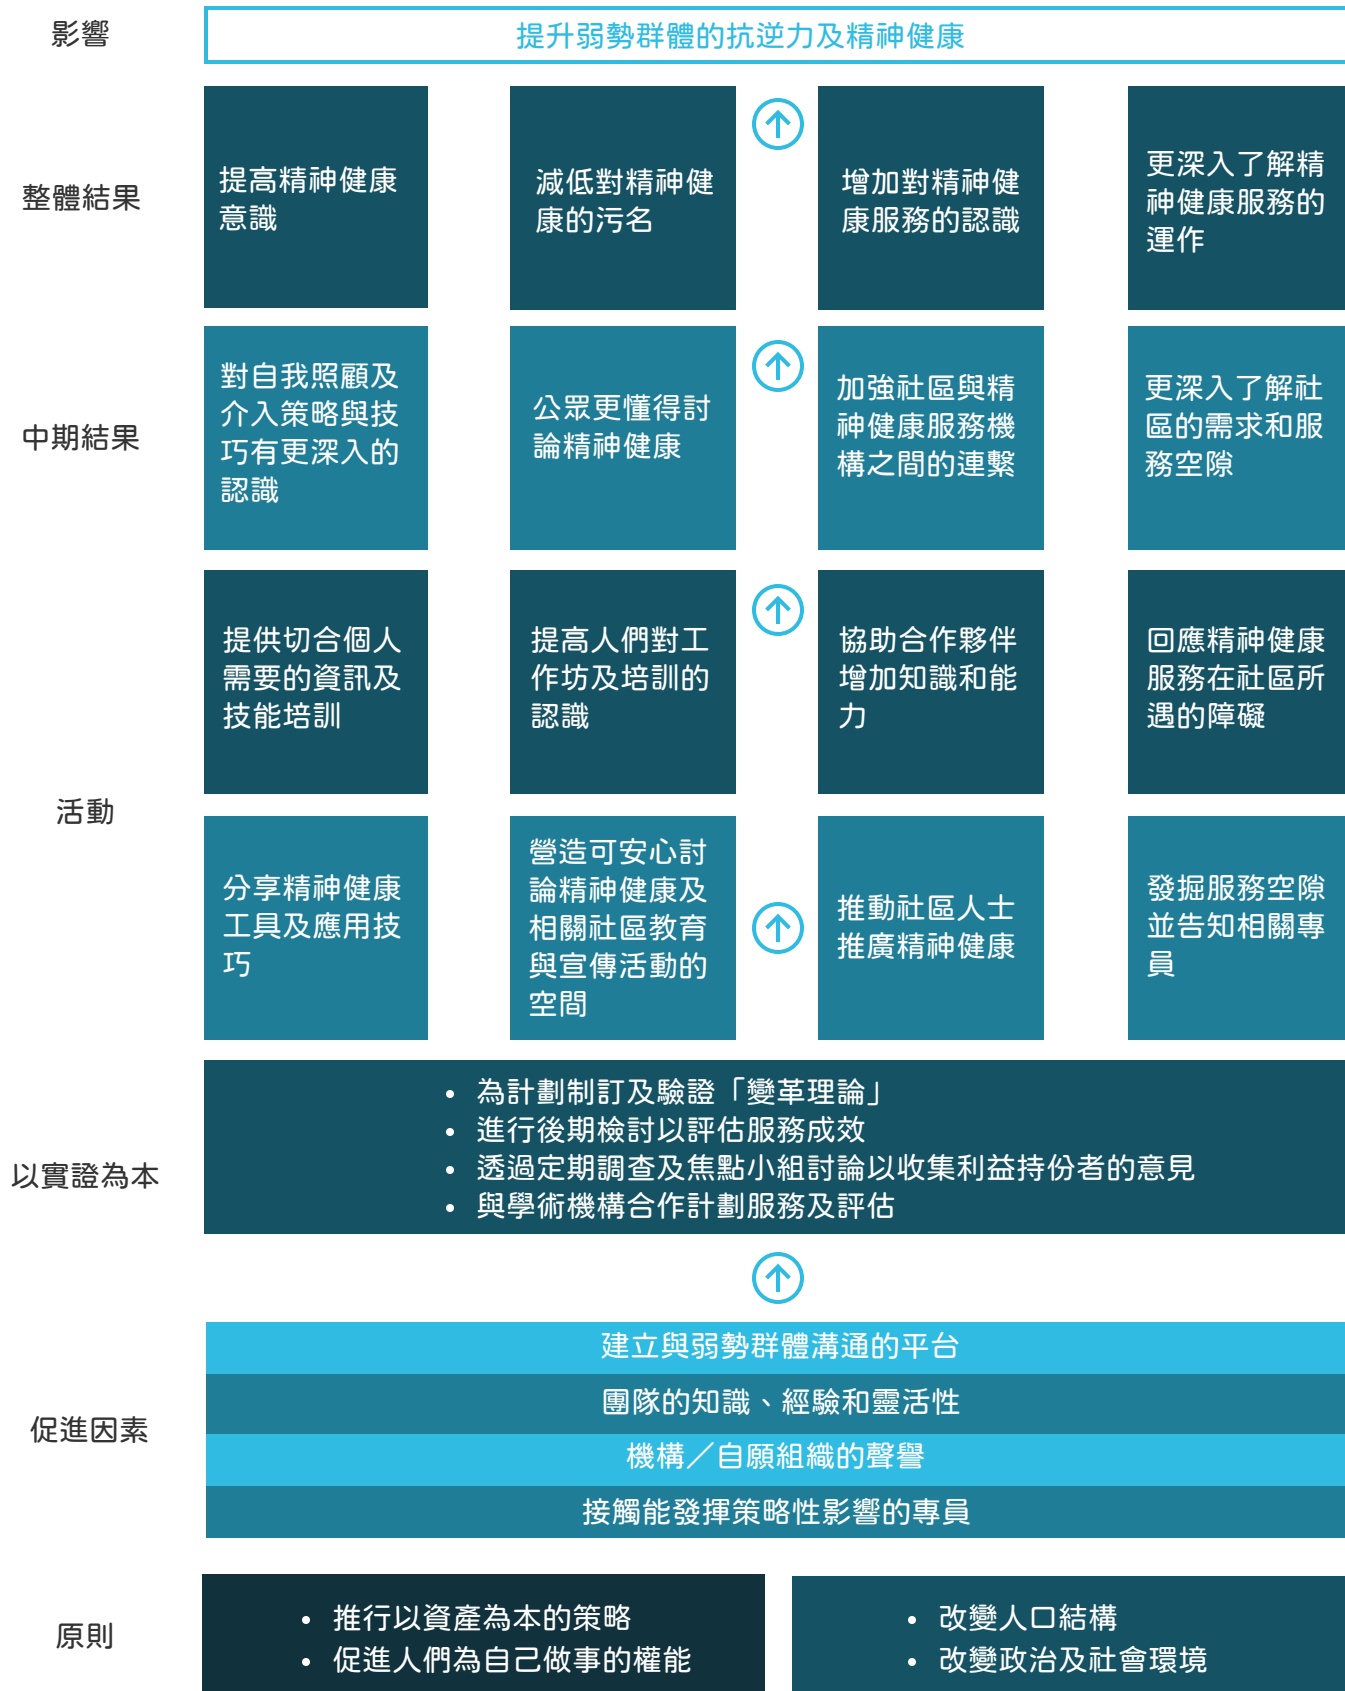 影響
提升弱勢群體的抗逆力及精神健康
整體結果
提高精神健康
意識
減低對精神健
康的污名
增加對精神健
康服務的認識
更深入了解精
神健康服務的
運作
中期結果
對自我照顧及
介入策略與技
巧有更深入的
認識
公眾更懂得討
論精神健康
加強社區與精
神健康服務機
構之間的連繫
更深入了解社
區的需求和服
務空隙
活動
提供切合個人
需要的資訊及
技能培訓
提高人們對工
作坊及培訓的
認識
協助合作夥伴
增加知識和能
力
回應精神健康
服務在社區所
遇的障礙
分享精神健康
工具及應用技
巧
營造可安心討
論精神健康及
相關社區教育
與宣傳活動的
空間
推動社區人士
推廣精神健康
發掘服務空隙
並告知相關專
員
以實證為本
• 為計劃制訂及驗證「變革理論」
• 進行後期檢討以評估服務成效
• 透過定期調查及焦點小組討論以收集利益持份者的意見
• 與學術機構合作計劃服務及評估
促進因素
建立與弱勢群體溝通的平台
團隊的知識、經驗和靈活性
機構／自願組織的聲譽
接觸能發揮策略性影響的專員
原則
• 推行以資產為本的策略
• 促進人們為自己做事的權能
• 改變人口結構
• 改變政治及社會環境